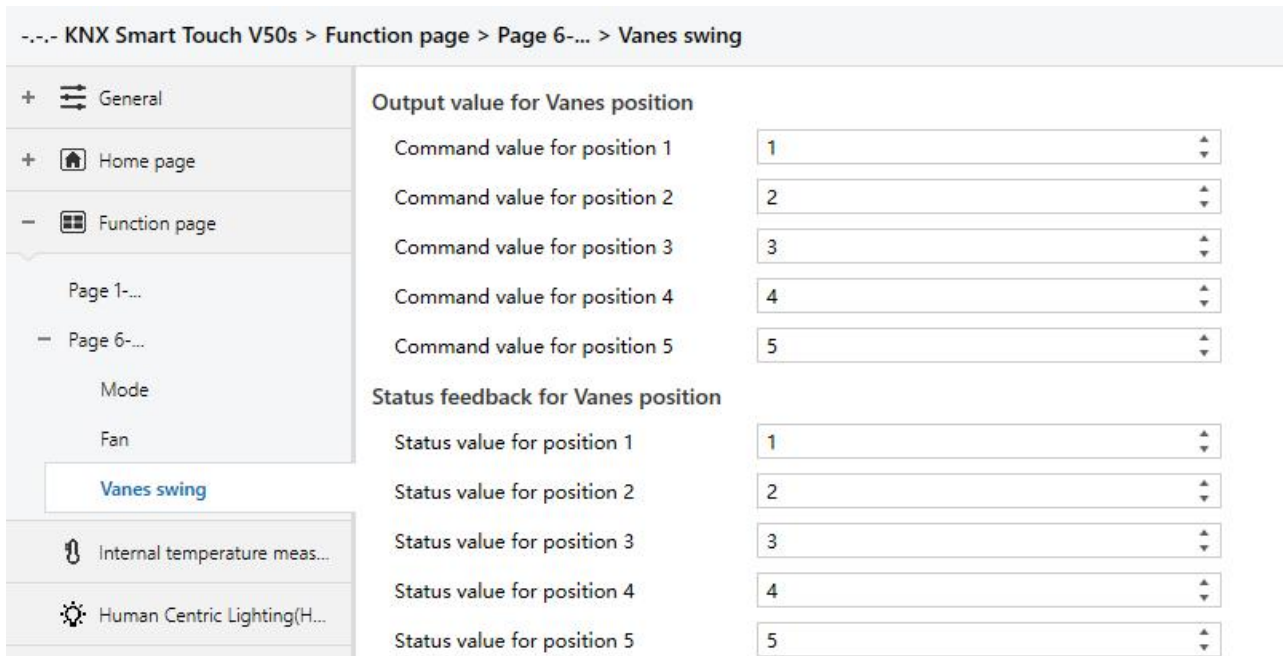 -.-.- KNX Smart Touch V50s > Function page > Page 6-... > Vanes swing
+ General
+ Home page
− Function page
Page 1-...
− Page 6-...
Mode
Fan
Vanes swing
Internal temperature meas...
Human Centric Lighting(H...
Output value for Vanes position
Command value for position 1 1
Command value for position 2 2
Command value for position 3 3
Command value for position 4 4
Command value for position 5 5
Status feedback for Vanes position
Status value for position 1 1
Status value for position 2 2
Status value for position 3 3
Status value for position 4 4
Status value for position 5 5